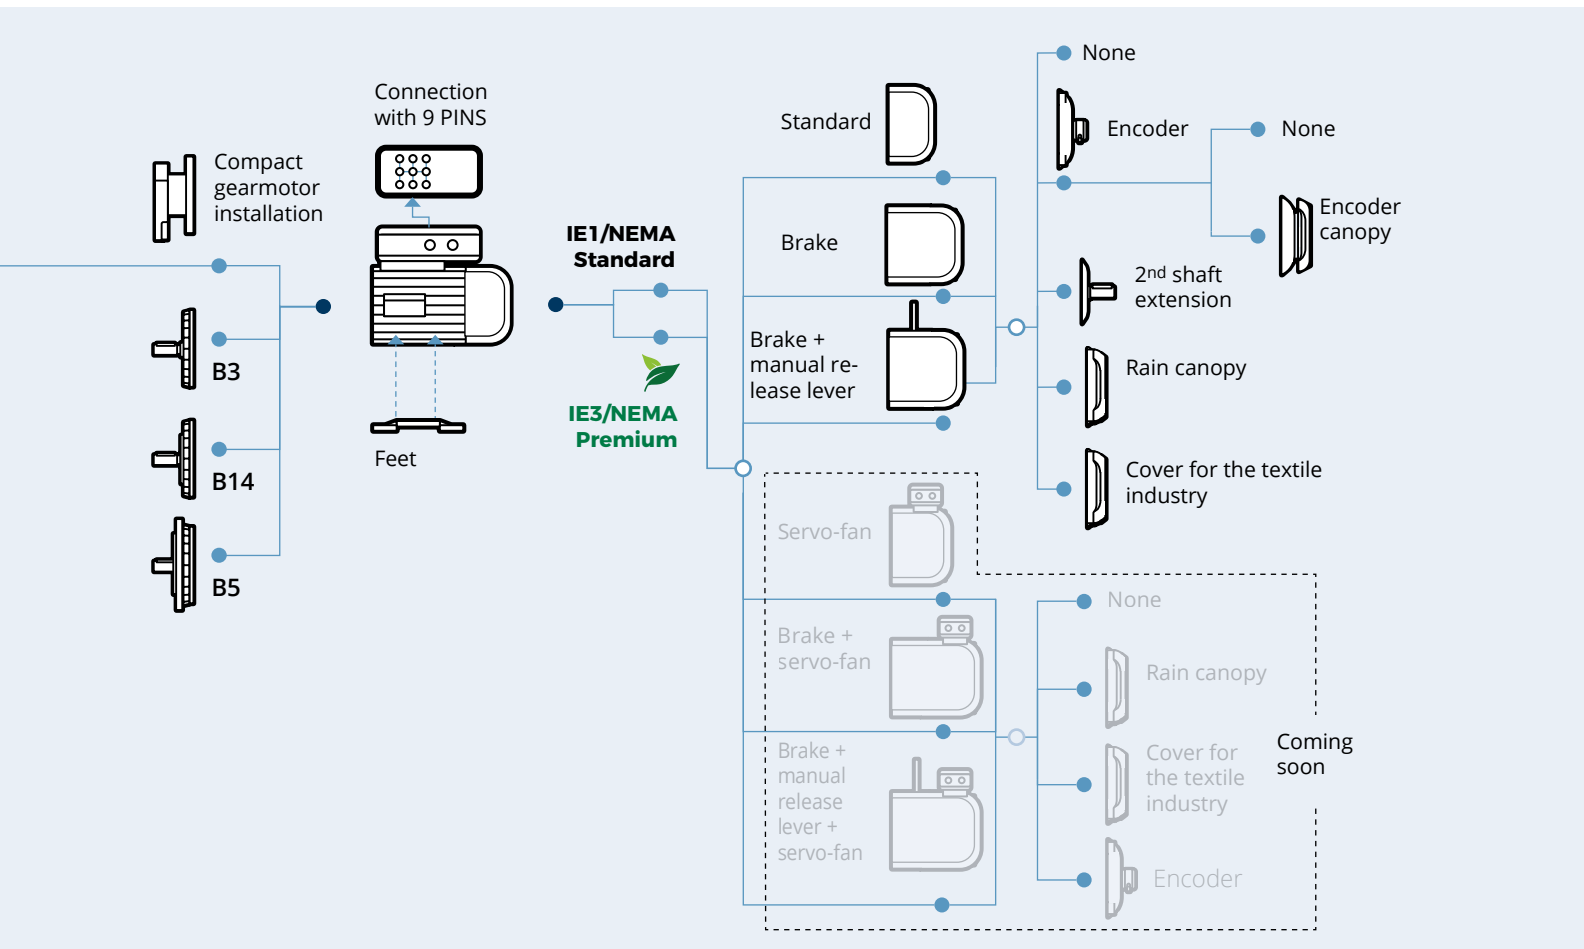 Compact
gearmotor
installation
B3
B14
B5
Connection
with 9 PINS
Feet
IE1/NEMA
Standard
IE3/NEMA
Premium
Standard
Brake
Brake +
manual re-
lease lever
None
Encoder
None
Encoder
canopy
2nd shaft
extension
Rain canopy
Cover for the textile
industry
Servo-fan
Brake +
servo-fan
Brake +
manual
release
lever +
servo-fan
None
Rain canopy
Cover for
the textile
industry
Encoder
Coming
soon